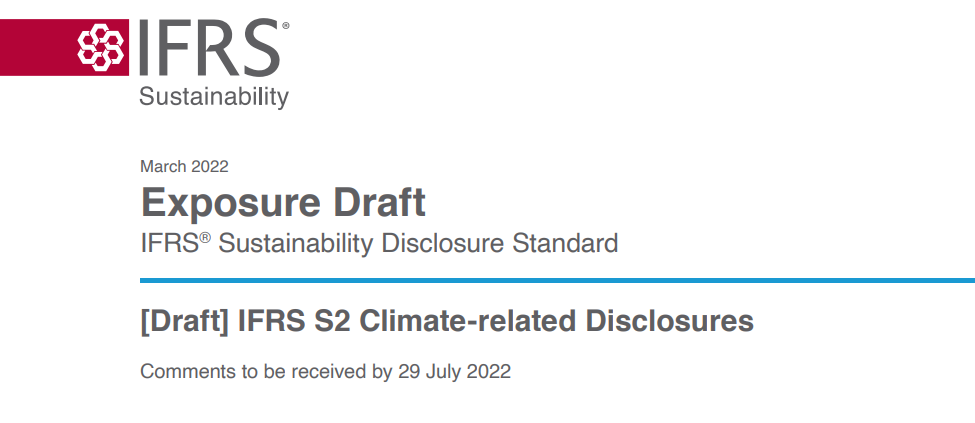 IFRS®
Sustainability
March 2022
Exposure Draft
IFRS® Sustainability Disclosure Standard
[Draft] IFRS S2 Climate-related Disclosures
Comments to be received by 29 July 2022